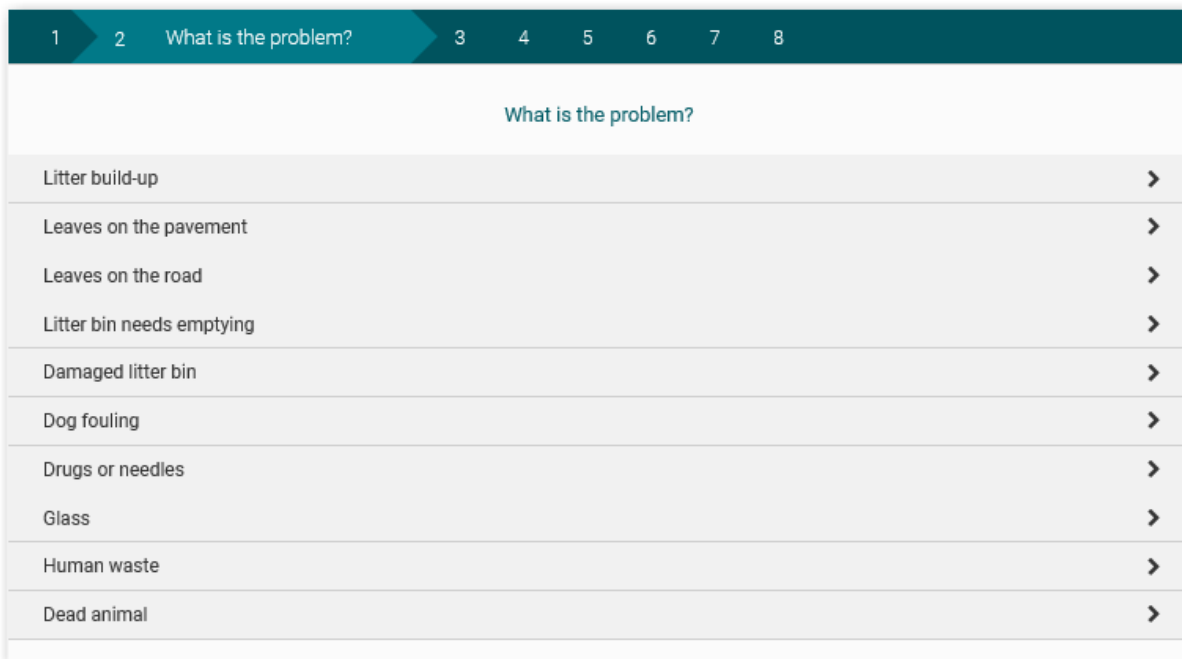 1 2 What is the problem? 3 4 5 6 7 8
What is the problem?
Litter build-up
Leaves on the pavement
Leaves on the road
Litter bin needs emptying
Damaged litter bin
Dog fouling
Drugs or needles
Glass
Human waste
Dead animal